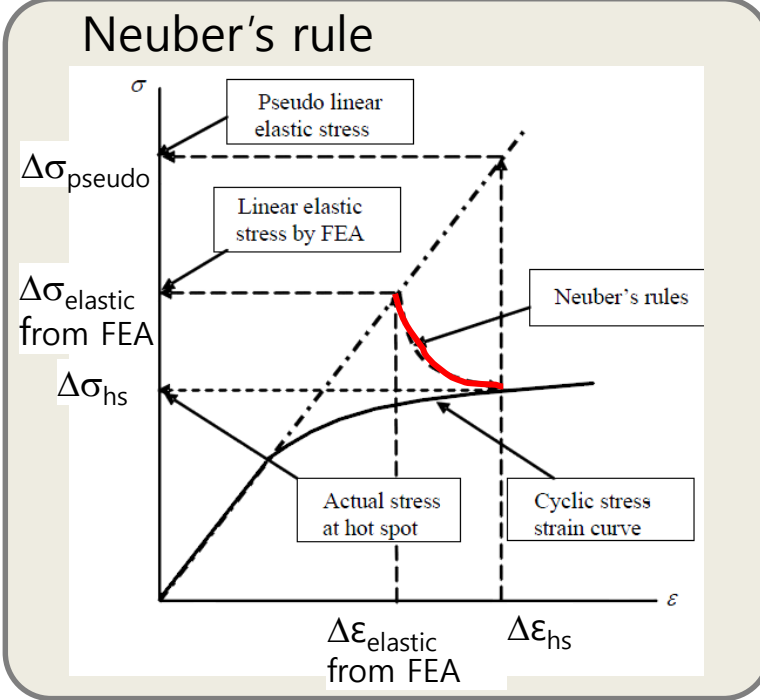 Neuber's rule
σ
Pseudo linear
elastic stress
Δσpseudo
Linear elastic
stress by FEA
Δσelastic
from FEA
Neuber's rules
Δσhs
Actual stress
at hot spot
Cyclic stress
strain curve
ε
Δεelastic
from FEA
Δεhs